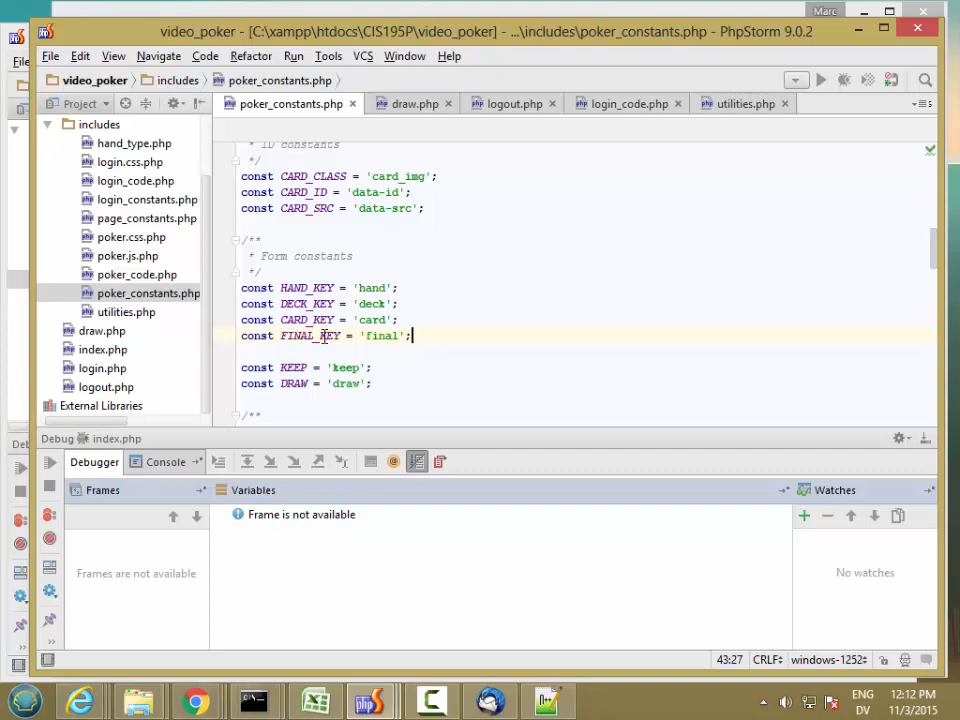 Marc
video_poker - [C:\xampp\htdocs\CIS195P\video_poker] - ...\includes\poker_constants.php - PhpStorm 9.0.2
File Edit View Navigate Code Refactor Run Tools VCS Window Help
video_poker includes poker_constants.php
Project
poker_constants.php draw.php logout.php login_code.php utilities.php
includes
hand_type.php
login.css.php
login_code.php
login_constants.php
page_constants.php
poker.css.php
poker.js.php
poker_code.php
poker_constants.php
utilities.php
draw.php
index.php
login.php
logout.php
External Libraries
* ID constants
*/
const CARD_CLASS = 'card_img';
const CARD_ID = 'data-id';
const CARD_SRC = 'data-src';
/**
* Form constants
*/
const HAND_KEY = 'hand';
const DECK_KEY = 'deck';
const CARD_KEY = 'card';
const FINAL_KEY = 'final';
const KEEP = 'keep';
const DRAW = 'draw';
/**
Debug index.php
Debugger Console
Frames Variables Watches
Frame is not available
Frames are not available
No watches
43:27 CRLF windows-1252
ENG
DV
12:12 PM
11/3/2015